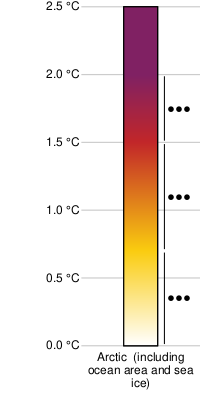 2.5 °C
2.0 °C
•••
1.5 °C
•••
1.0 °C
0.5 °C
•••
0.0 °C
Arctic (including
ocean area and sea
ice)